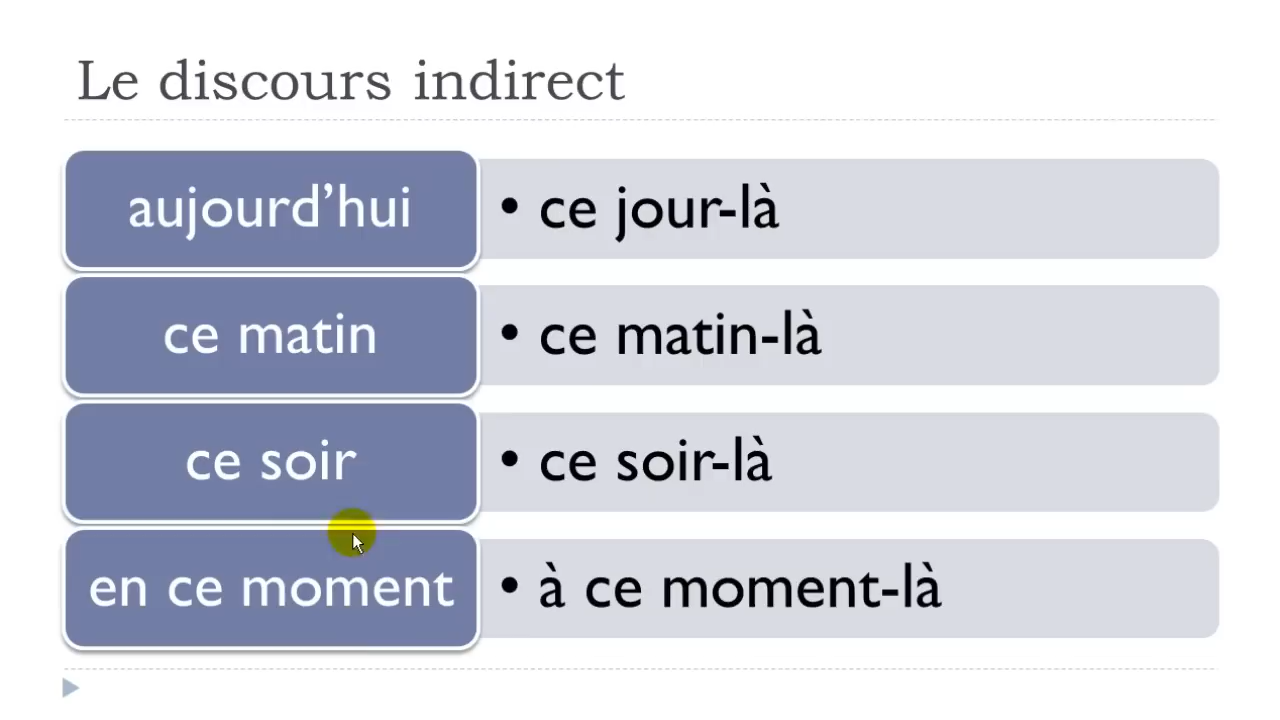 Le discours indirect
aujourd’hui
• ce jour-là
ce matin
• ce matin-là
ce soir
• ce soir-là
en ce moment
• à ce moment-là